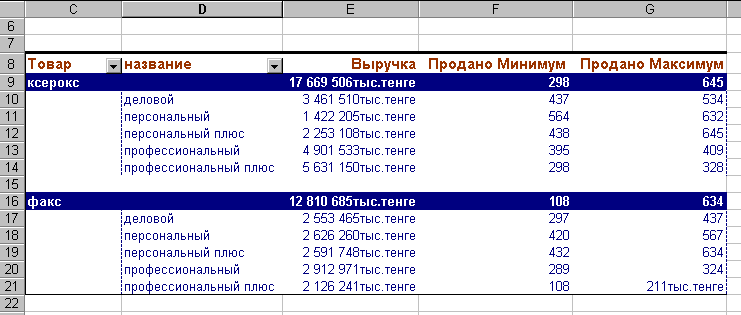 C D E F G
6
7
8 Товар название Выручка Продано Минимум Продано Максимум
9 ксерокс 17 669 506тыс.тенге 298 645
10 деловой 3 461 510тыс.тенге 437 534
11 персональный 1 422 205тыс.тенге 564 632
12 персональный плюс 2 253 108тыс.тенге 438 645
13 профессиональный 4 901 533тыс.тенге 395 409
14 профессиональный плюс 5 631 150тыс.тенге 298 328
15
16 факс 12 810 685тыс.тенге 108 634
17 деловой 2 553 465тыс.тенге 297 437
18 персональный 2 626 260тыс.тенге 420 567
19 персональный плюс 2 591 748тыс.тенге 432 634
20 профессиональный 2 912 971тыс.тенге 289 324
21 профессиональный плюс 2 126 241тыс.тенге 108 211тыс.тенге
22